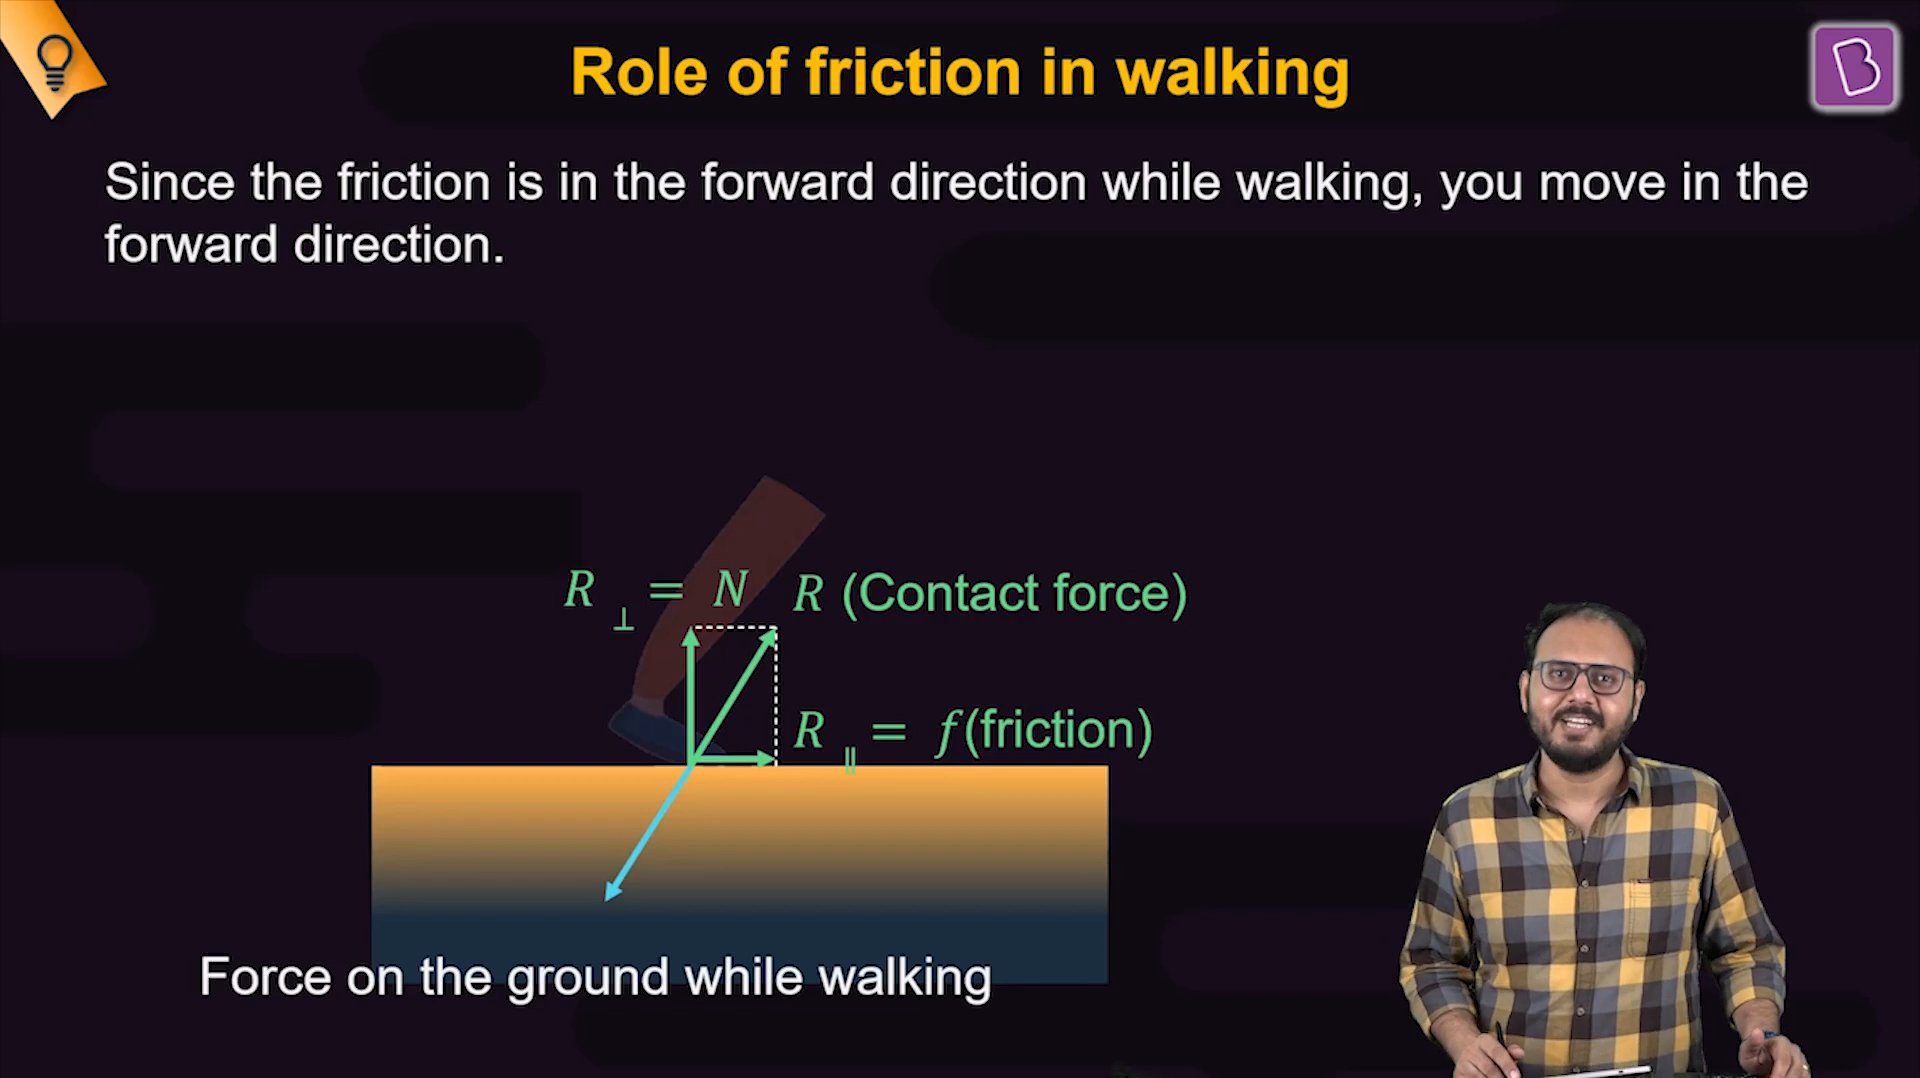 Role of friction in walking
Since the friction is in the forward direction while walking, you move in the
forward direction.
R ⊥ = N R (Contact force)
R ∥ = f(friction)
Force on the ground while walking
B